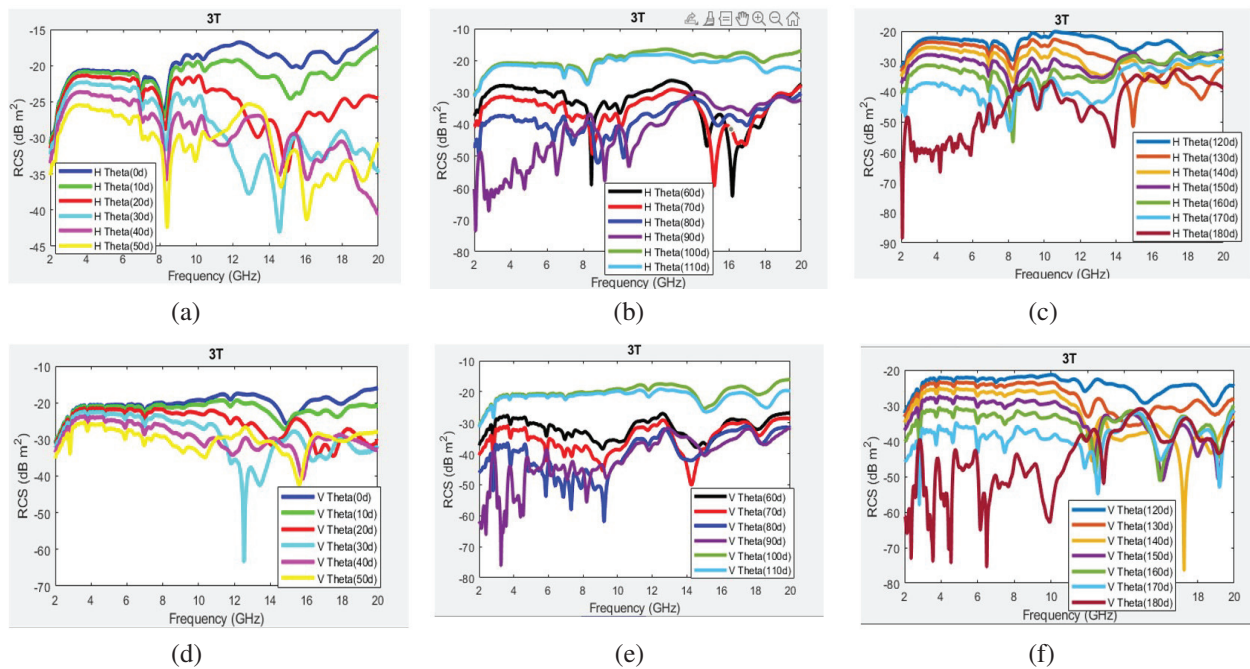 3T
-15
-20
-25
-30
-35
-40
-45
RCS (dB m²)
H Theta(0d)
H Theta(10d)
H Theta(20d)
H Theta(30d)
H Theta(40d)
H Theta(50d)
2 4 6 8 10 12 14 16 18 20
Frequency (GHz)
(a)
3T
-10
-20
-30
-40
-50
-60
-70
-80
RCS (dB m²)
H Theta(60d)
H Theta(70d)
H Theta(80d)
H Theta(90d)
H Theta(100d)
H Theta(110d)
2 4 6 8 10 12 14 16 18 20
Frequency (GHz)
(b)
3T
-20
-30
-40
-50
-60
-70
-80
-90
RCS (dB m²)
H Theta(120d)
H Theta(130d)
H Theta(140d)
H Theta(150d)
H Theta(160d)
H Theta(170d)
H Theta(180d)
2 4 6 8 10 12 14 16 18 20
Frequency (GHz)
(c)
3T
-10
-20
-30
-40
-50
-60
-70
RCS (dB m²)
V Theta(0d)
V Theta(10d)
V Theta(20d)
V Theta(30d)
V Theta(40d)
V Theta(50d)
2 4 6 8 10 12 14 16 18 20
Frequency (GHz)
(d)
3T
-10
-20
-30
-40
-50
-60
-70
-80
RCS (dB m²)
V Theta(60d)
V Theta(70d)
V Theta(80d)
V Theta(90d)
V Theta(100d)
V Theta(110d)
2 4 6 8 10 12 14 16 18 20
Frequency (GHz)
(e)
3T
-10
-20
-30
-40
-50
-60
-70
-80
RCS (dB m²)
V Theta(120d)
V Theta(130d)
V Theta(140d)
V Theta(150d)
V Theta(160d)
V Theta(170d)
V Theta(180d)
2 4 6 8 10 12 14 16 18 20
Frequency (GHz)
(f)